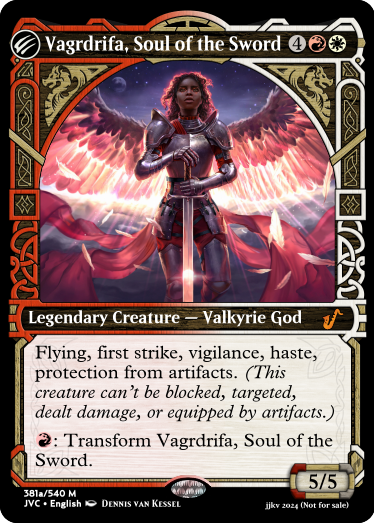 Vagrdrifa, Soul of the Sword 4
Legendary Creature — Valkyrie God
Flying, first strike, vigilance, haste,
protection from artifacts. (This
creature can't be blocked, targeted,
dealt damage, or equipped by artifacts.)
: Transform Vagrdrifa, Soul of the
Sword.
5/5
381a/540 M
JVC • English Dennis van Kessel
jjkv 2024 (Not for sale)